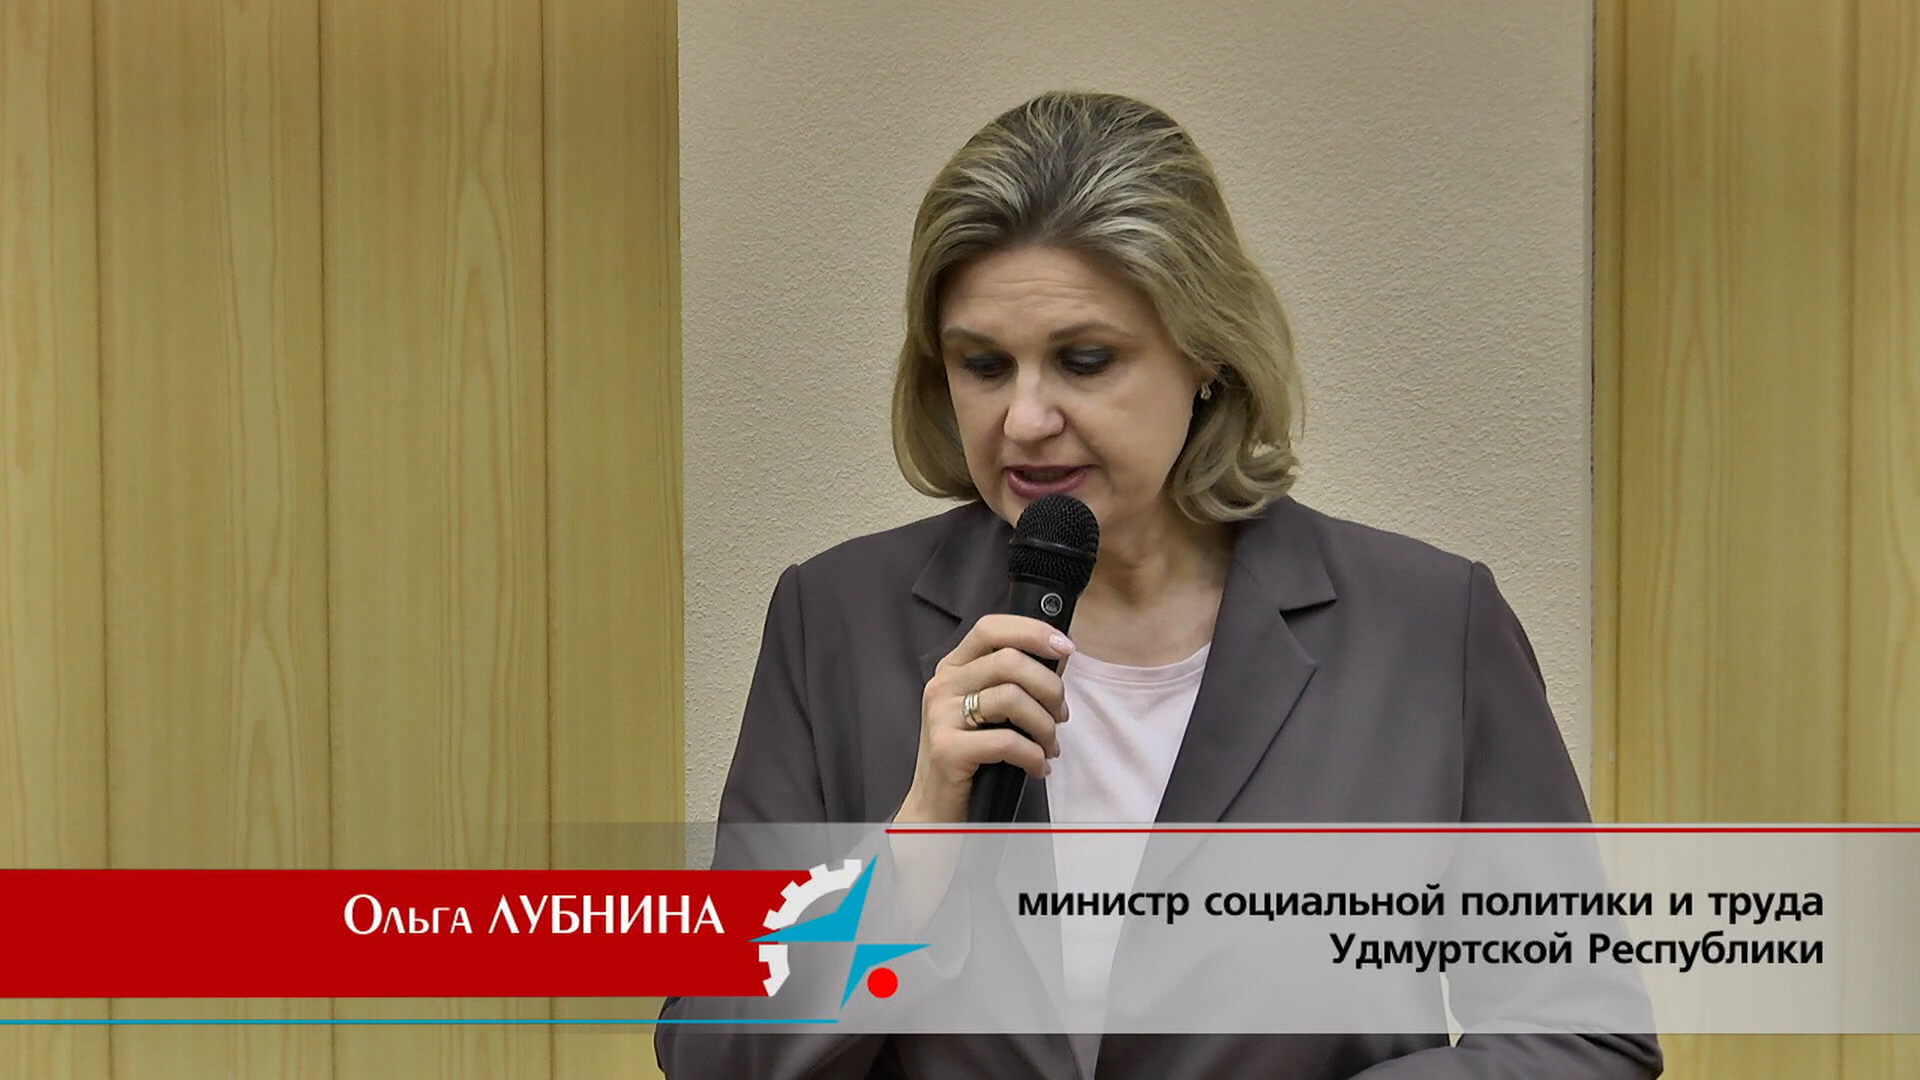 Ольга ЛУБНИНА
министр социальной политики и труда
Удмуртской Республики